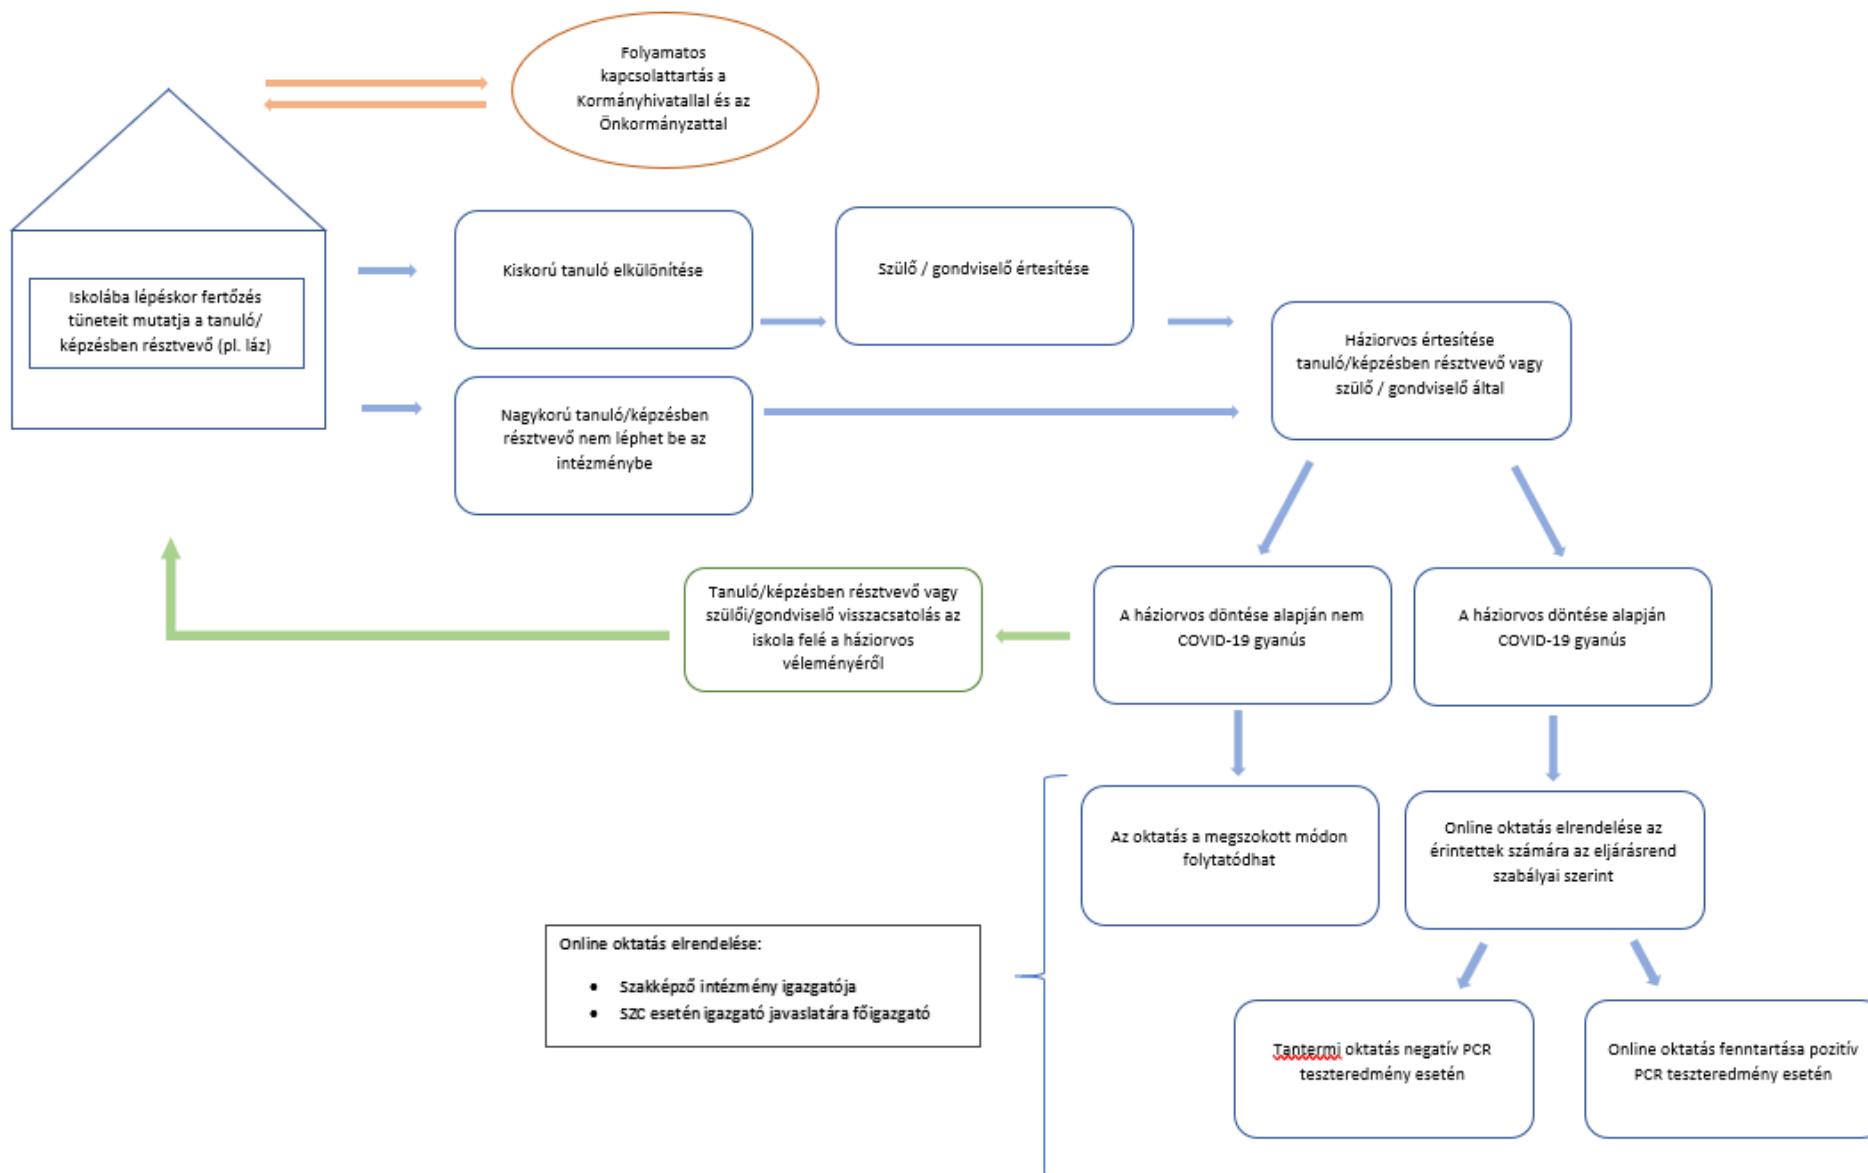 Folyamatos
kapcsolattartás a
Kormányhivatallal és az
Önkormányzattal
Iskolába lépéskor fertőzés
tüneteit mutatja a tanuló/
képzésben résztvevő (pl. láz)
Kiskorú tanuló elkülönítése
Szülő / gondviselő értesítése
Nagykorú tanuló/képzésben
résztvevő nem léphet be az
intézménybe
Háziorvos értesítése
tanuló/képzésben résztvevő vagy
szülő / gondviselő által
Tanuló/képzésben résztvevő vagy
szülői/gondviselő visszacsatolás az
iskola felé a háziorvos
véleményéről
A háziorvos döntése alapján nem
COVID-19 gyanús
A háziorvos döntése alapján
COVID-19 gyanús
Az oktatás a megszokott módon
folytatódhat
Online oktatás elrendelése az
érintettek számára az eljárásrend
szabályai szerint
Online oktatás elrendelése:
• Szakképző intézmény igazgatója
• SZC esetén igazgató javaslatára főigazgató
Tantermi oktatás negatív PCR
teszteredmény esetén
Online oktatás fenntartása pozitív
PCR teszteredmény esetén